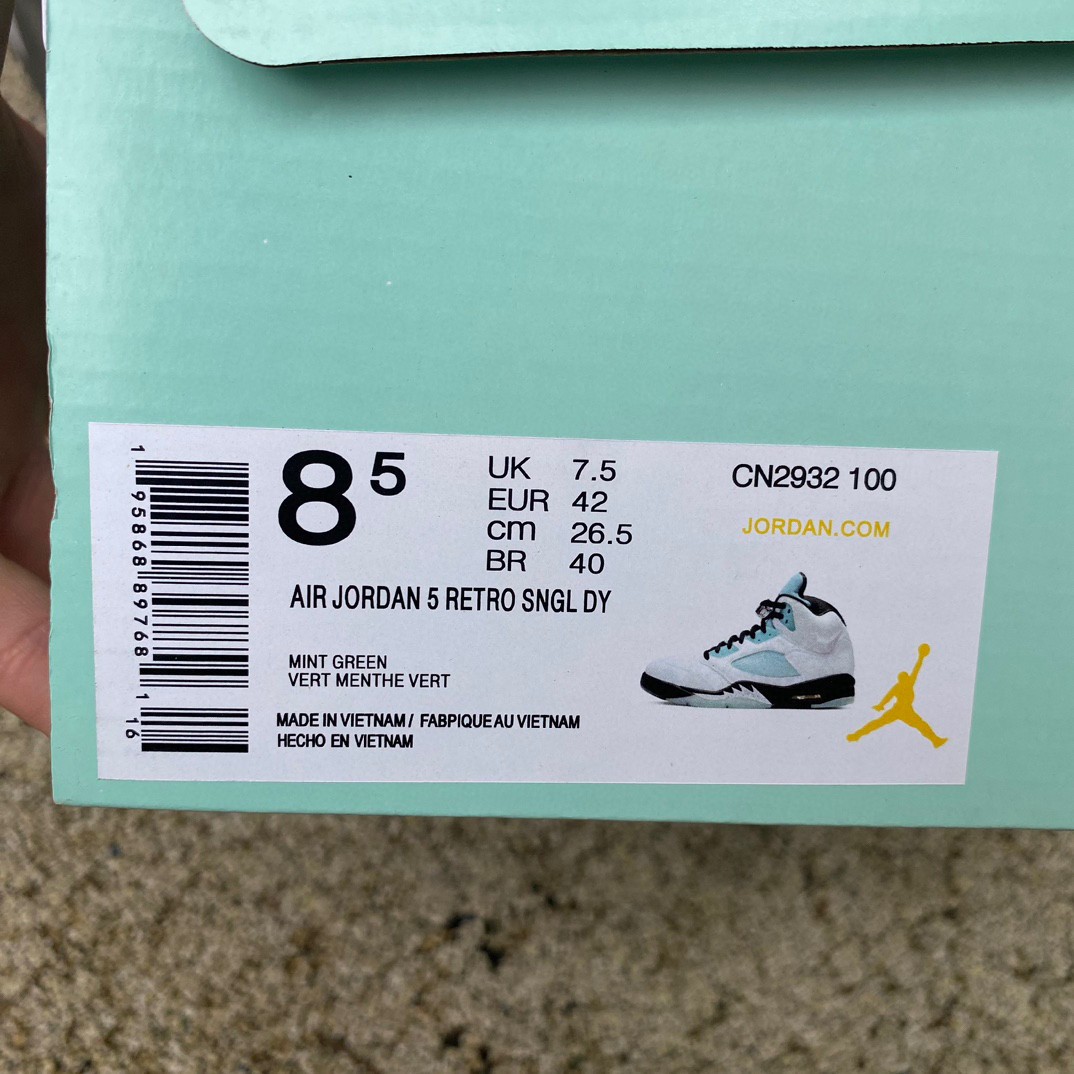 1 95868 89768 1
16
8 5
UK 7.5
EUR 42
cm 26.5
BR 40
CN2932 100
JORDAN.COM
AIR JORDAN 5 RETRO SNGL DY
MINT GREEN
VERT MENTHE VERT
MADE IN VIETNAM / FABPIQUE AU VIETNAM
HECHO EN VIETNAM